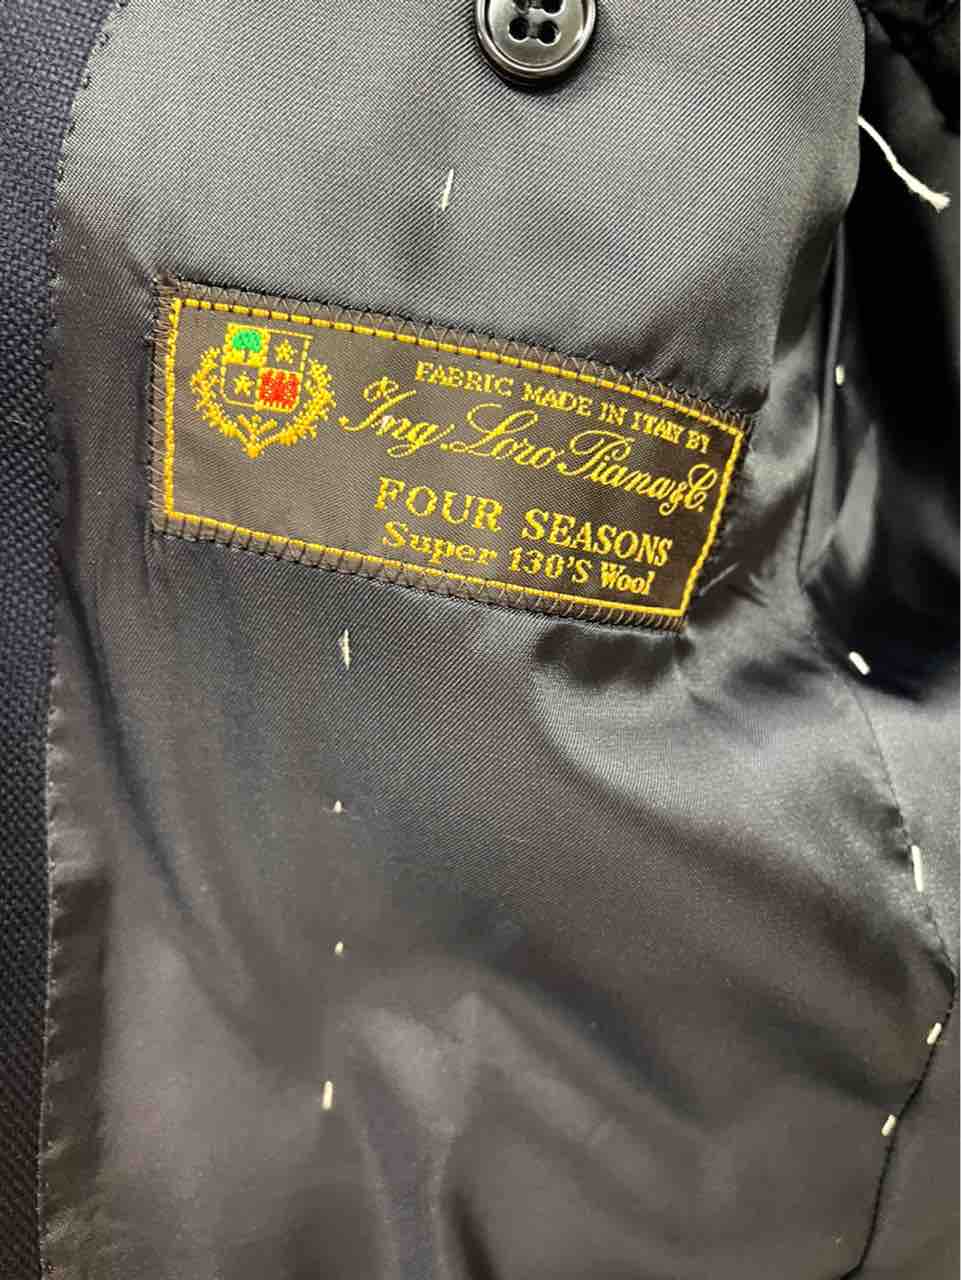 FABRIC MADE IN ITALY BY
Ing. Loro Piana & C.
FOUR SEASONS
Super 130'S Wool